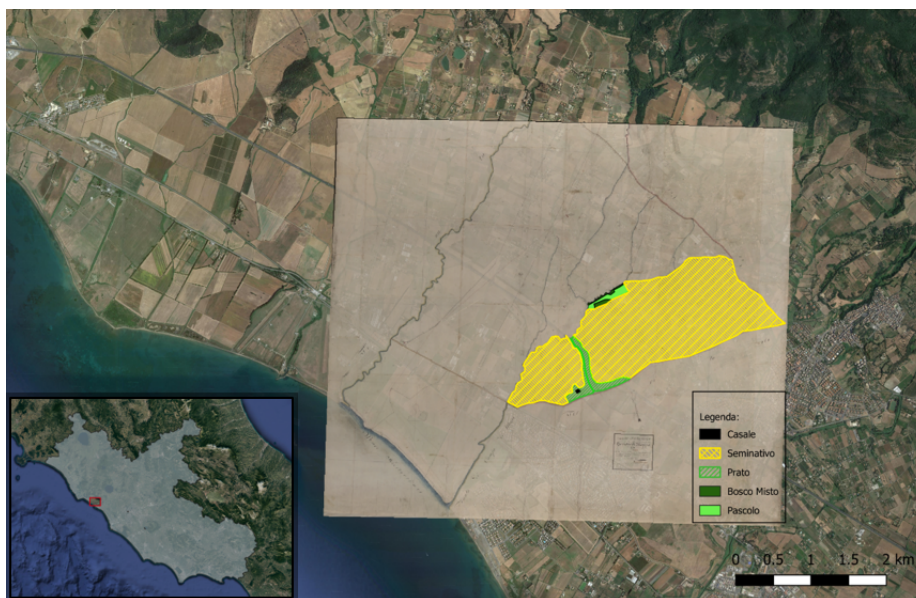 Legenda:
Casale
Seminativo
Prato
Bosco Misto
Pascolo
0 0.5 1 1.5 2 km